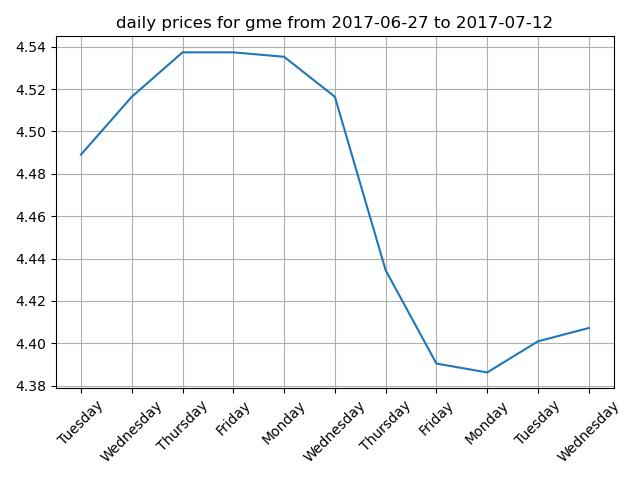 daily prices for gme from 2017-06-27 to 2017-07-12
4.54
4.52
4.50
4.48
4.46
4.44
4.42
4.40
4.38
Tuesday
Wednesday
Thursday
Friday
Monday
Wednesday
Thursday
Friday
Monday
Tuesday
Wednesday